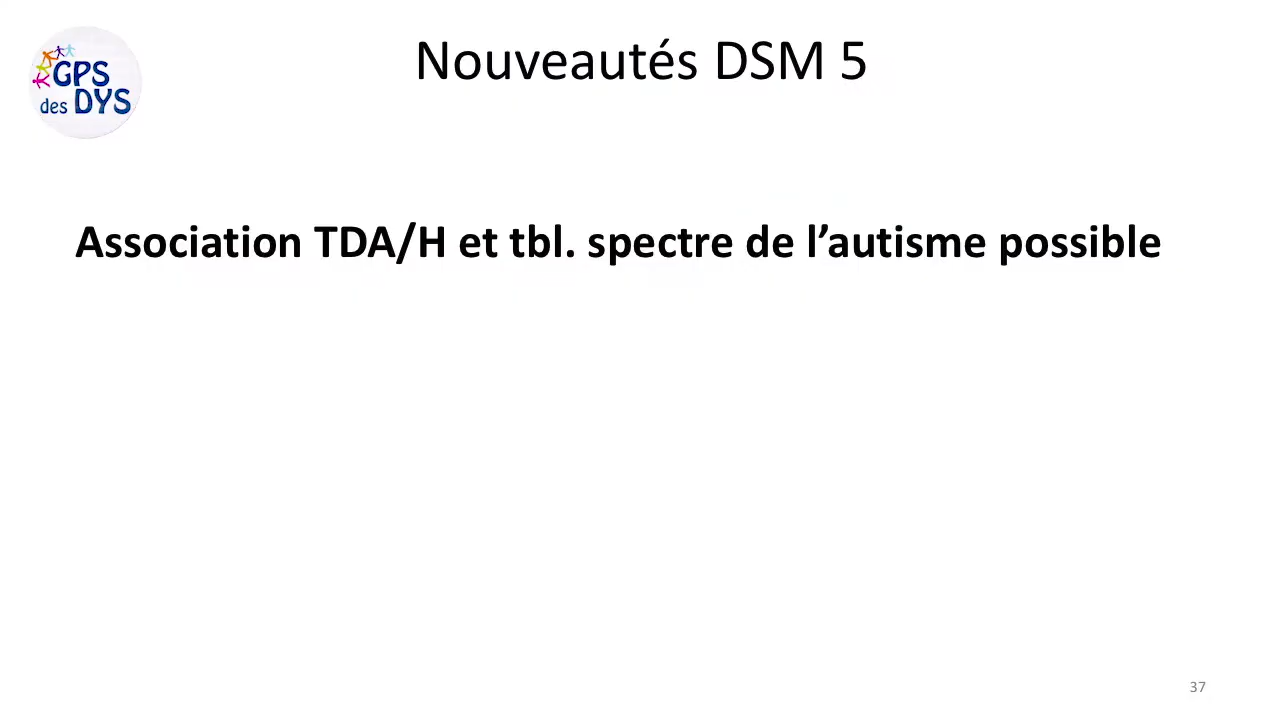 GPS
des DYS
Nouveautés DSM 5
Association TDA/H et tbl. spectre de l’autisme possible
37